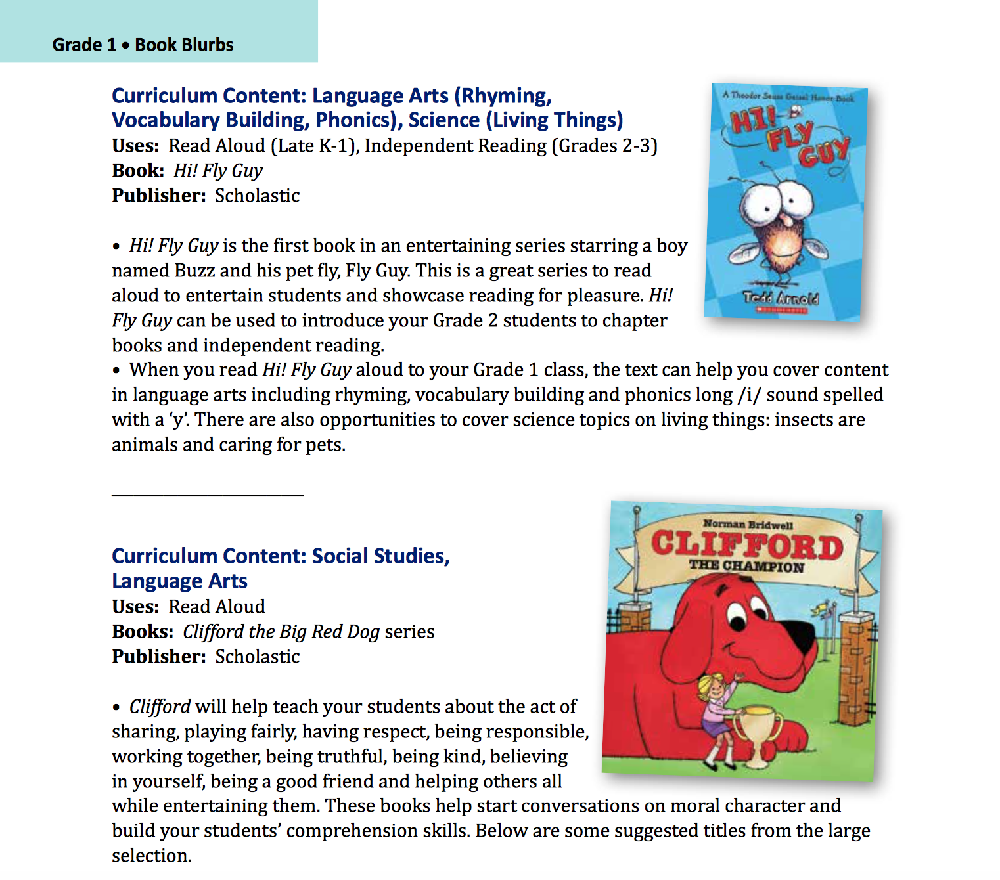 Grade 1 • Book Blurbs
Curriculum Content: Language Arts (Rhyming,
Vocabulary Building, Phonics), Science (Living Things)
Uses: Read Aloud (Late K-1), Independent Reading (Grades 2-3)
Book: Hi! Fly Guy
Publisher: Scholastic
A Theodor Seuss Geisel Honor Book
HI!
FLY
GUY
Tedd Arnold
SCHOLASTIC
• Hi! Fly Guy is the first book in an entertaining series starring a boy
named Buzz and his pet fly, Fly Guy. This is a great series to read
aloud to entertain students and showcase reading for pleasure. Hi!
Fly Guy can be used to introduce your Grade 2 students to chapter
books and independent reading.
• When you read Hi! Fly Guy aloud to your Grade 1 class, the text can help you cover content
in language arts including rhyming, vocabulary building and phonics long /i/ sound spelled
with a ‘y’. There are also opportunities to cover science topics on living things: insects are
animals and caring for pets.
Curriculum Content: Social Studies,
Language Arts
Uses: Read Aloud
Books: Clifford the Big Red Dog series
Publisher: Scholastic
Norman Bridwell
CLIFFORD
THE CHAMPION
• Clifford will help teach your students about the act of
sharing, playing fairly, having respect, being responsible,
working together, being truthful, being kind, believing
in yourself, being a good friend and helping others all
while entertaining them. These books help start conversations on moral character and
build your students’ comprehension skills. Below are some suggested titles from the large
selection.